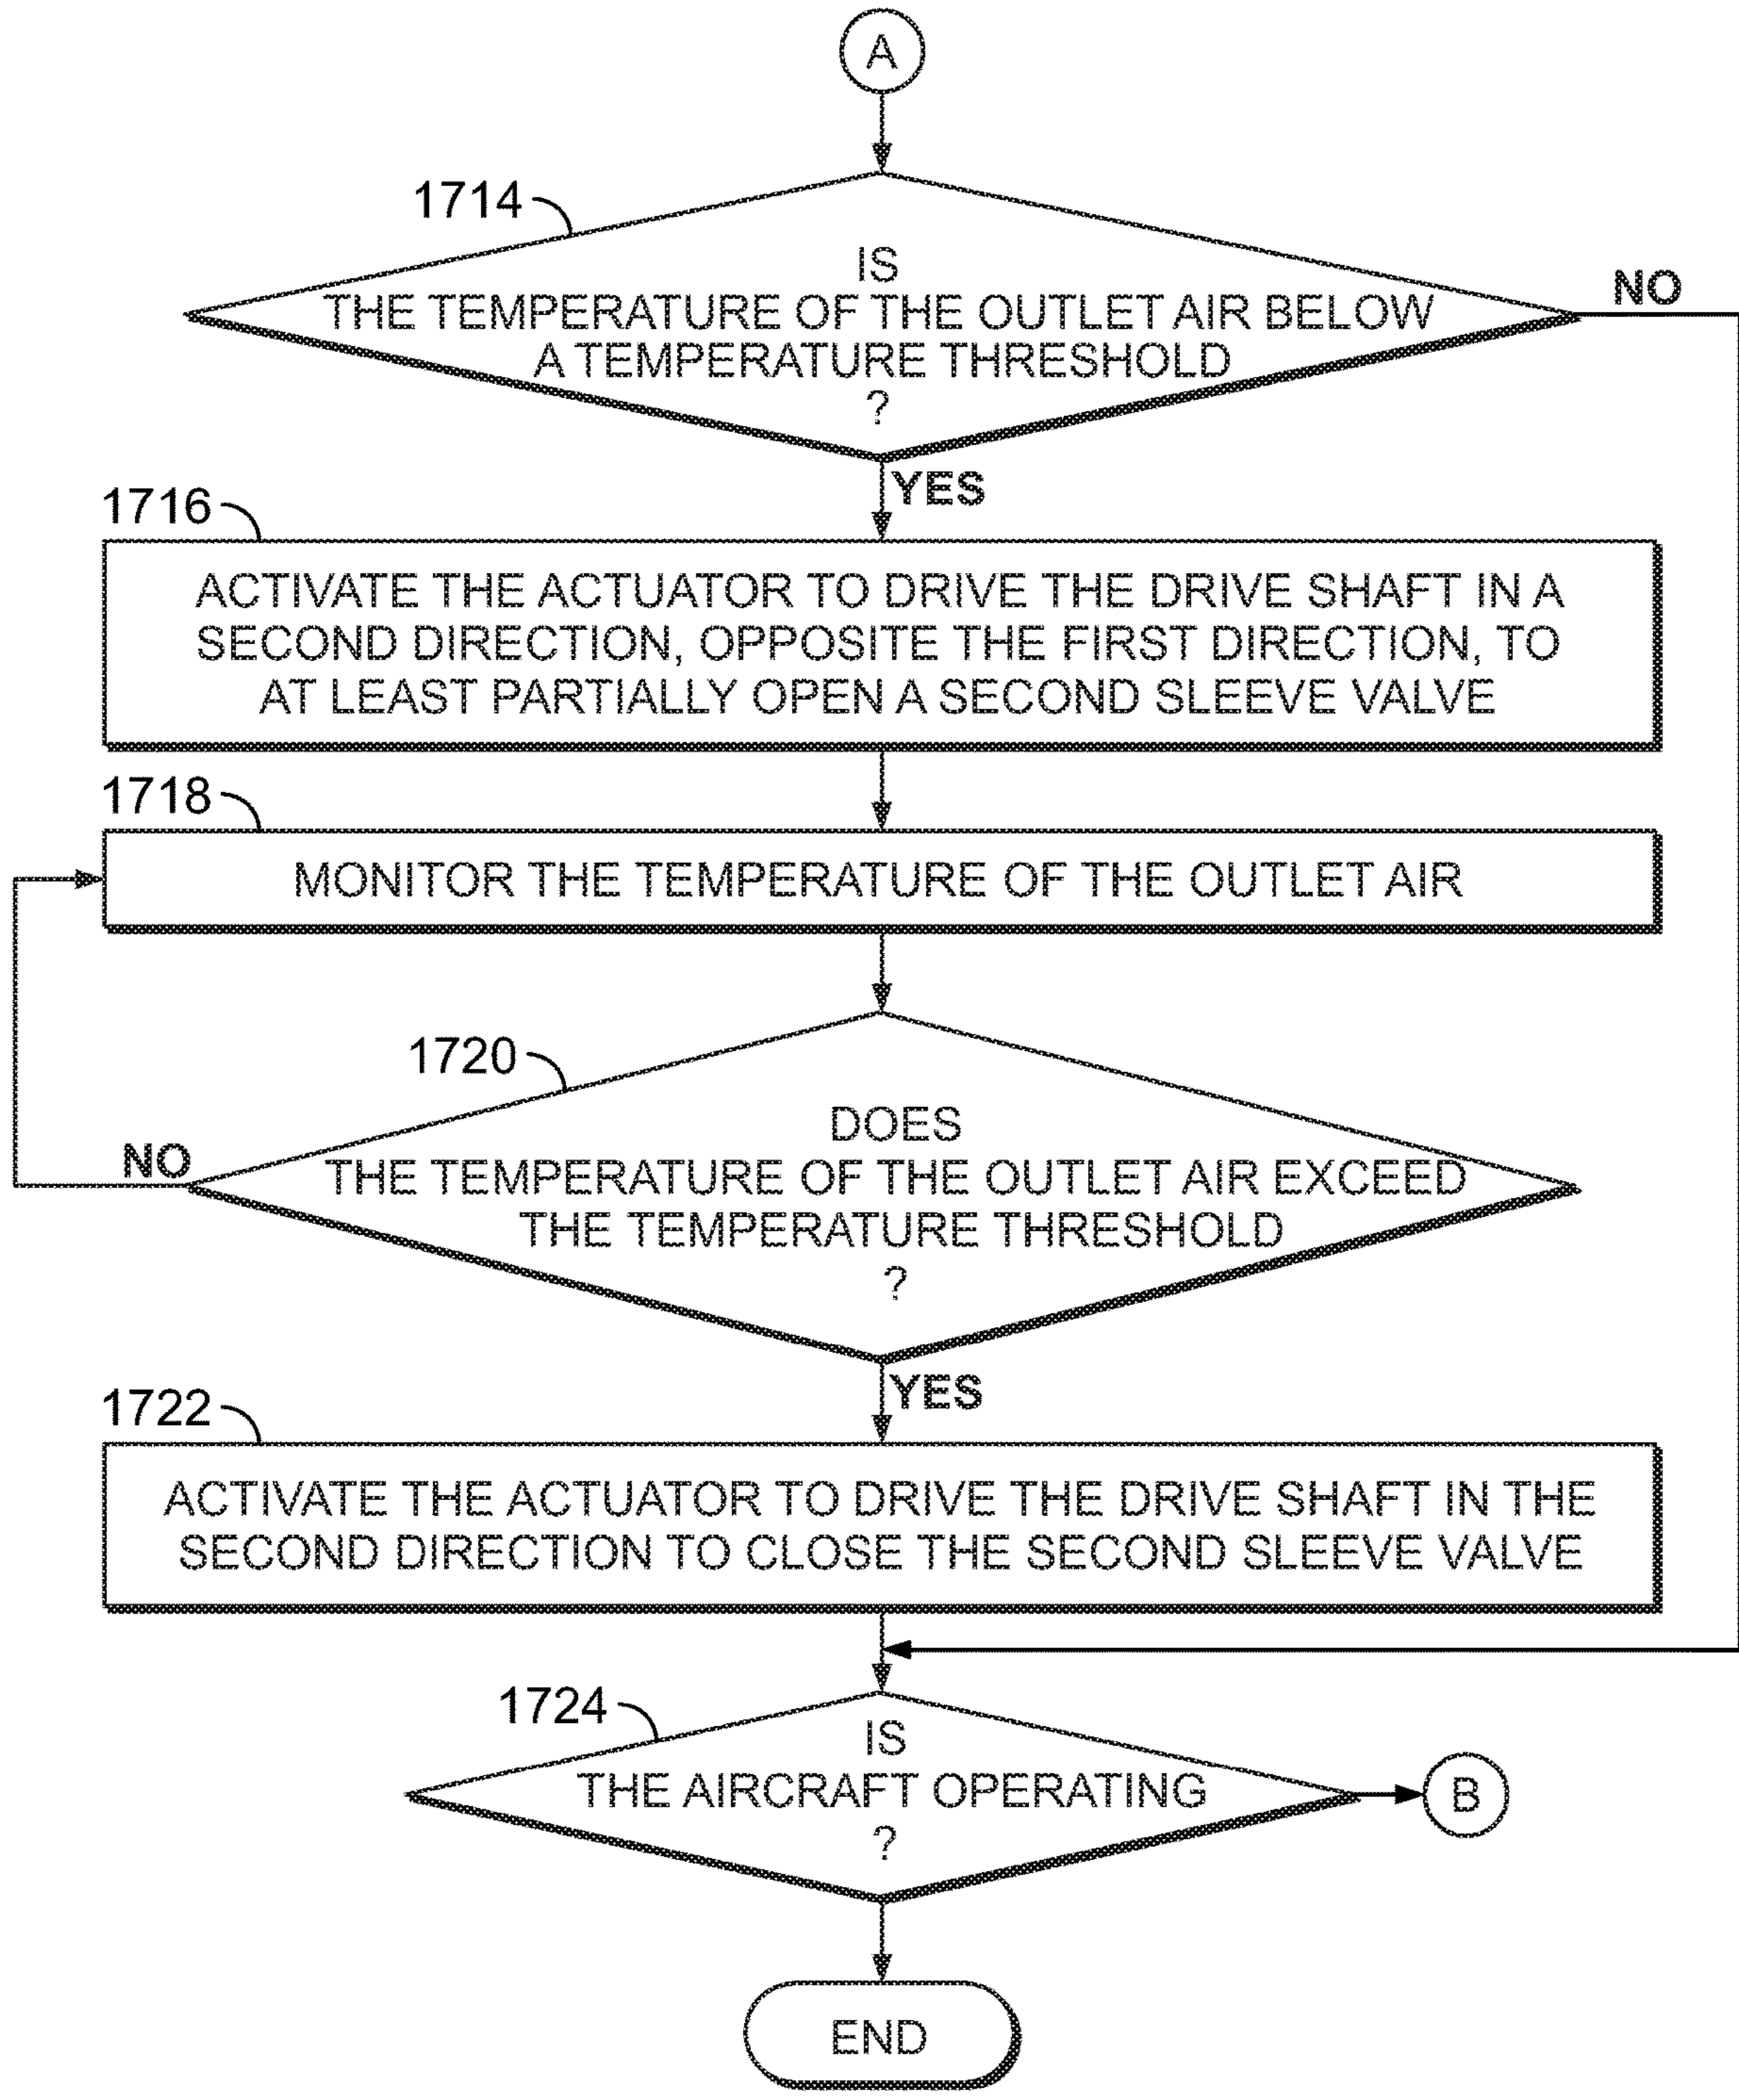 A
1714
IS
THE TEMPERATURE OF THE OUTLET AIR BELOW
A TEMPERATURE THRESHOLD
?
NO
YES
1716
ACTIVATE THE ACTUATOR TO DRIVE THE DRIVE SHAFT IN A
SECOND DIRECTION, OPPOSITE THE FIRST DIRECTION, TO
AT LEAST PARTIALLY OPEN A SECOND SLEEVE VALVE
1718
MONITOR THE TEMPERATURE OF THE OUTLET AIR
1720
DOES
THE TEMPERATURE OF THE OUTLET AIR EXCEED
THE TEMPERATURE THRESHOLD
?
NO
YES
1722
ACTIVATE THE ACTUATOR TO DRIVE THE DRIVE SHAFT IN THE
SECOND DIRECTION TO CLOSE THE SECOND SLEEVE VALVE
1724
IS
THE AIRCRAFT OPERATING
?
B
END